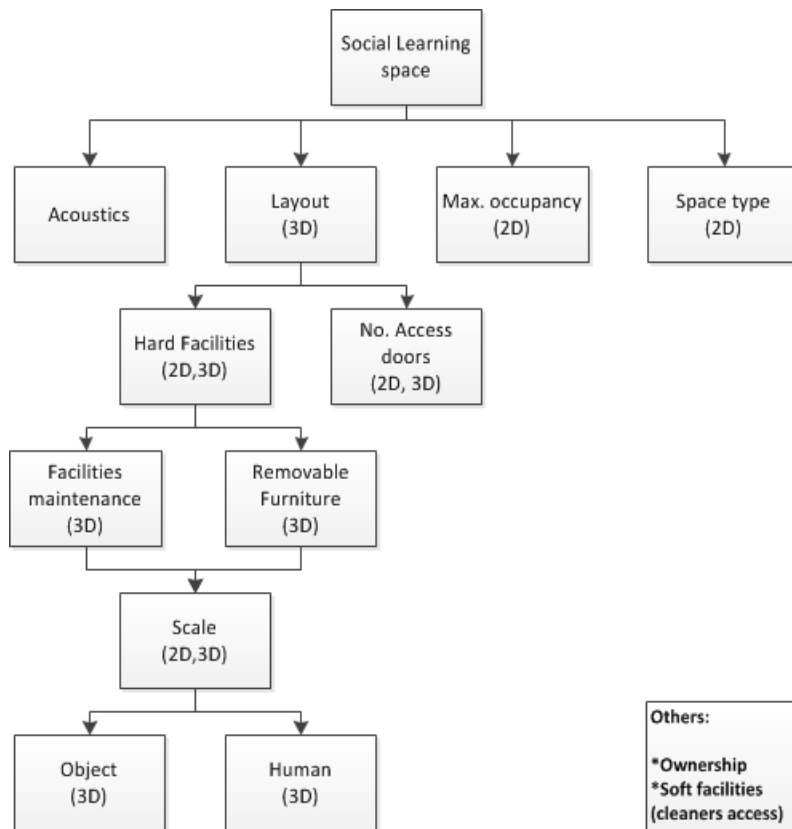 Social Learning
space
Acoustics
Layout
(3D)
Max. occupancy
(2D)
Space type
(2D)
Hard Facilities
(2D,3D)
No. Access
doors
(2D, 3D)
Facilities
maintenance
(3D)
Removable
Furniture
(3D)
Scale
(2D,3D)
Object
(3D)
Human
(3D)
Others:
*Ownership
*Soft facilities
(cleaners access)